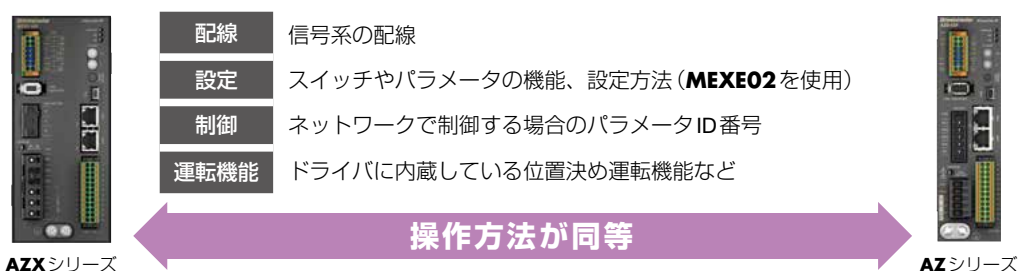 配線 信号系の配線
設定 スイッチやパラメータの機能、設定方法（MEXE02を使用）
制御 ネットワークで制御する場合のパラメータID番号
運転機能 ドライバに内蔵している位置決め運転機能など
操作方法が同等
AZXシリーズ
AZシリーズ